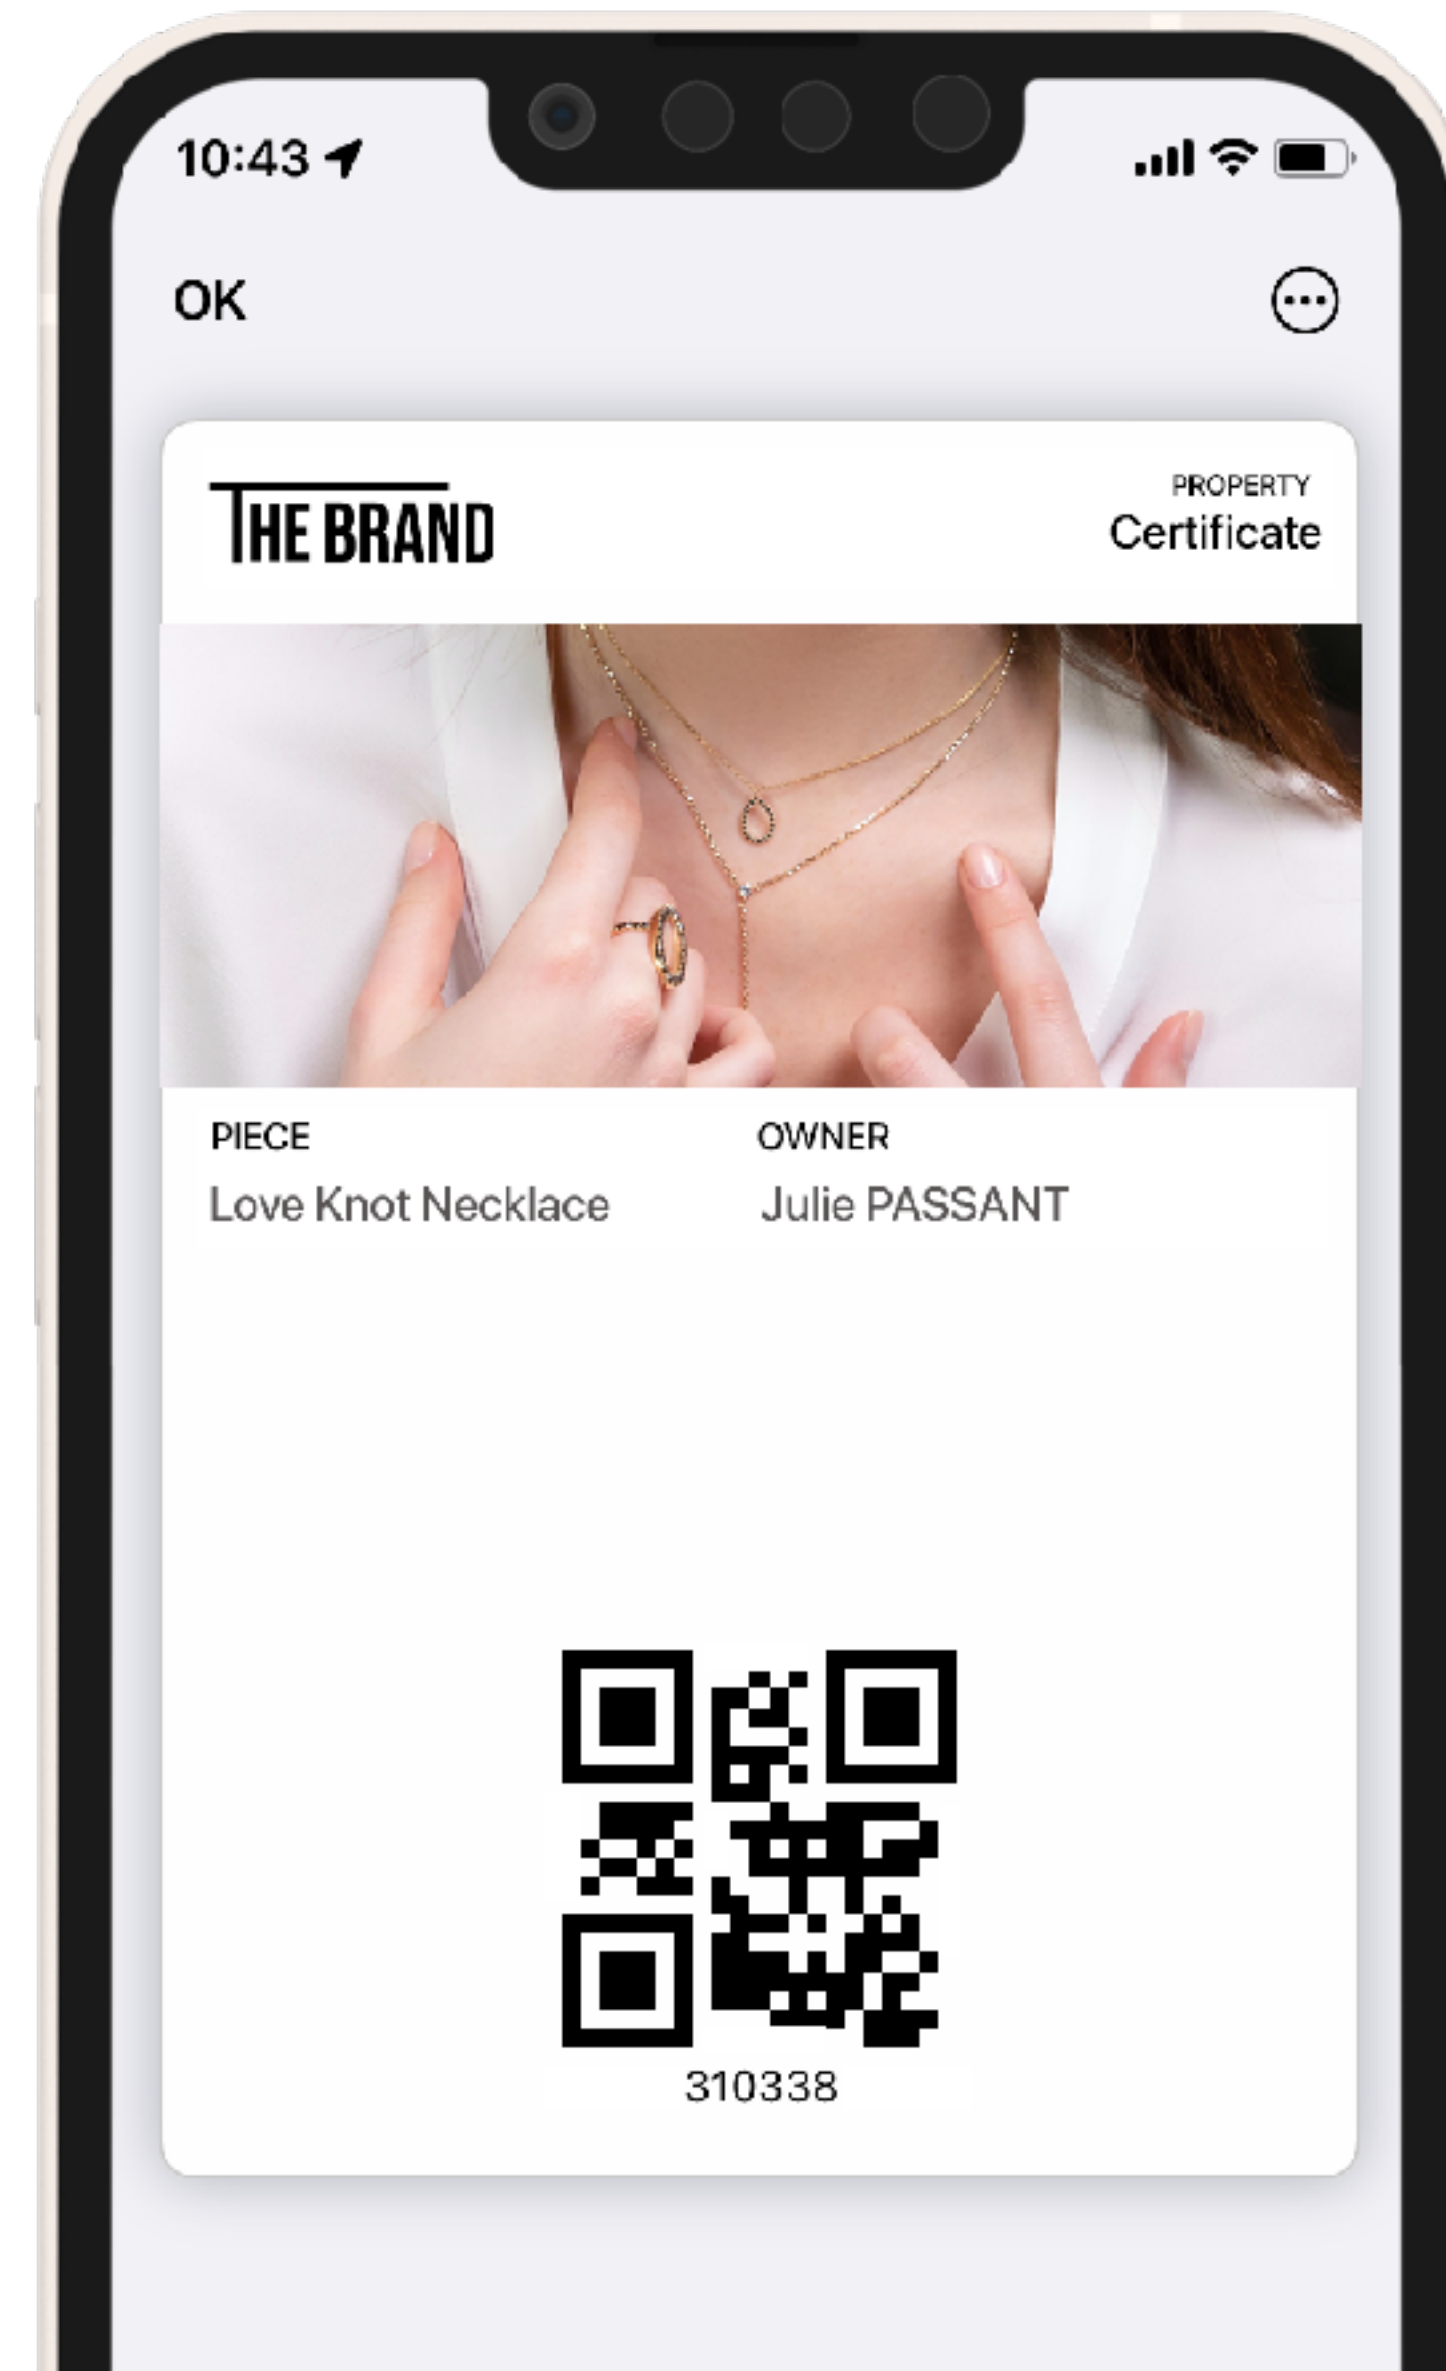 10:43
OK
THE BRAND
PROPERTY
Certificate
PIECE
OWNER
Love Knot Necklace
Julie PASSANT
310338